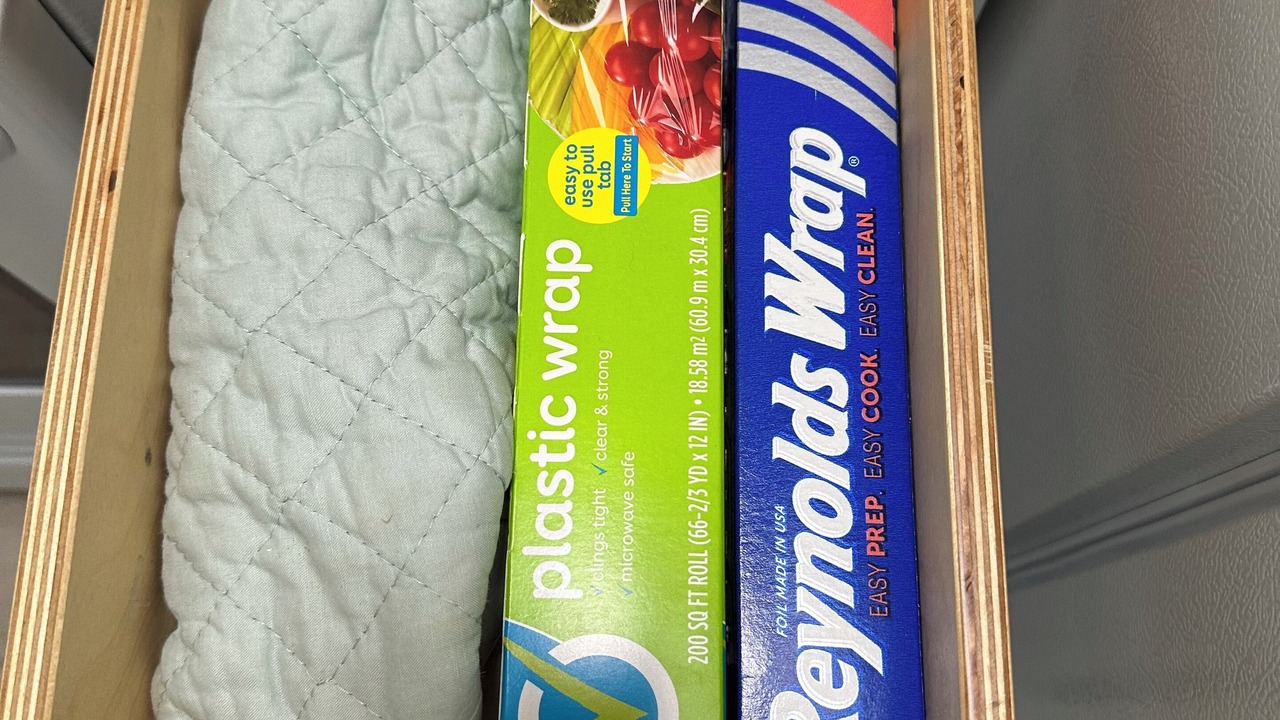 easy to
use pull
tab
Pull Here To Start
plastic wrap
✓clings tight ✓clear & strong
✓microwave safe
200 SQ FT ROLL (66-2/3 YD x 12 IN) • 18.58 m2 (60.9 m x 30.4 cm)
FOIL MADE IN USA
Reynolds Wrap®
EASY PREP. EASY COOK. EASY CLEAN.